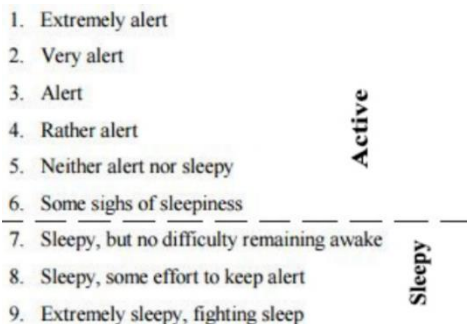 1. Extremely alert
2. Very alert
3. Alert
4. Rather alert
5. Neither alert nor sleepy
6. Some sighs of sleepiness
Active
7. Sleepy, but no difficulty remaining awake
8. Sleepy, some effort to keep alert
9. Extremely sleepy, fighting sleep
Sleepy